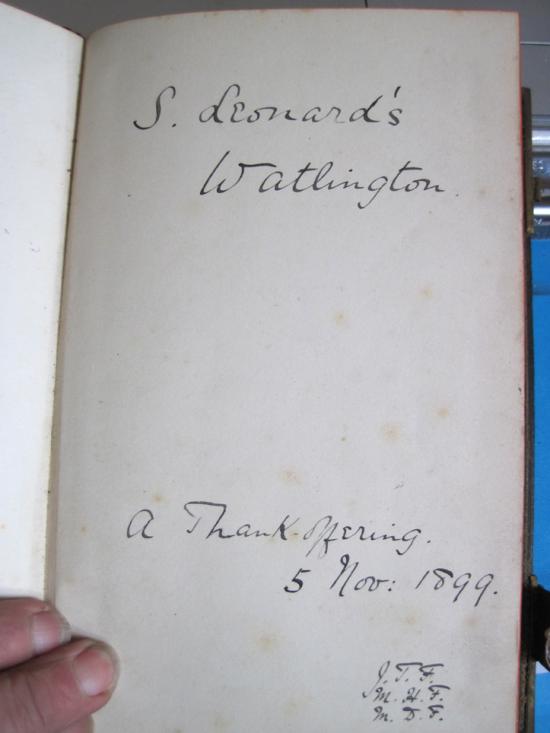 S. Leonard's
Watlington.
A Thank-offering.
5 Nov: 1899.
J. T. F.
M. H. F.
M. D. F.